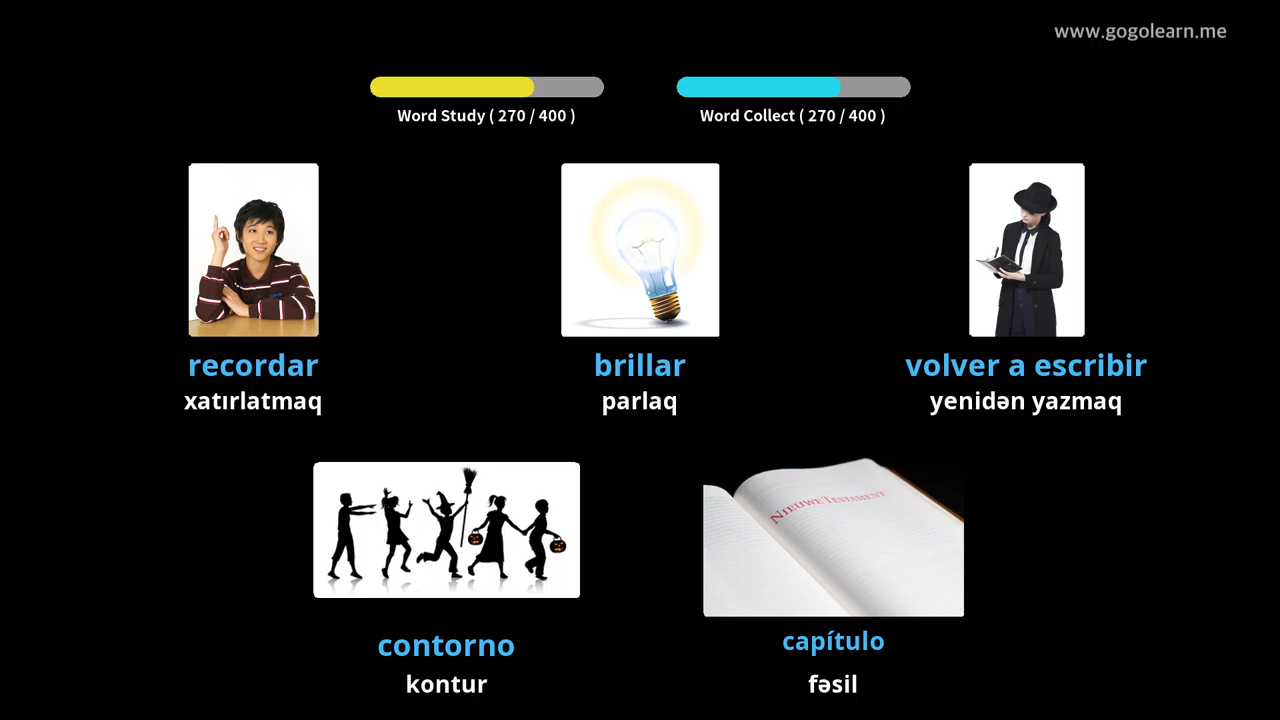 www.gogolearn.me
Word Study ( 270 / 400 )
Word Collect ( 270 / 400 )
recordar
xatırlatmaq
brillar
parlaq
volver a escribir
yenidən yazmaq
NIEUWE TESTAMENT
contorno
kontur
capítulo
fəsil